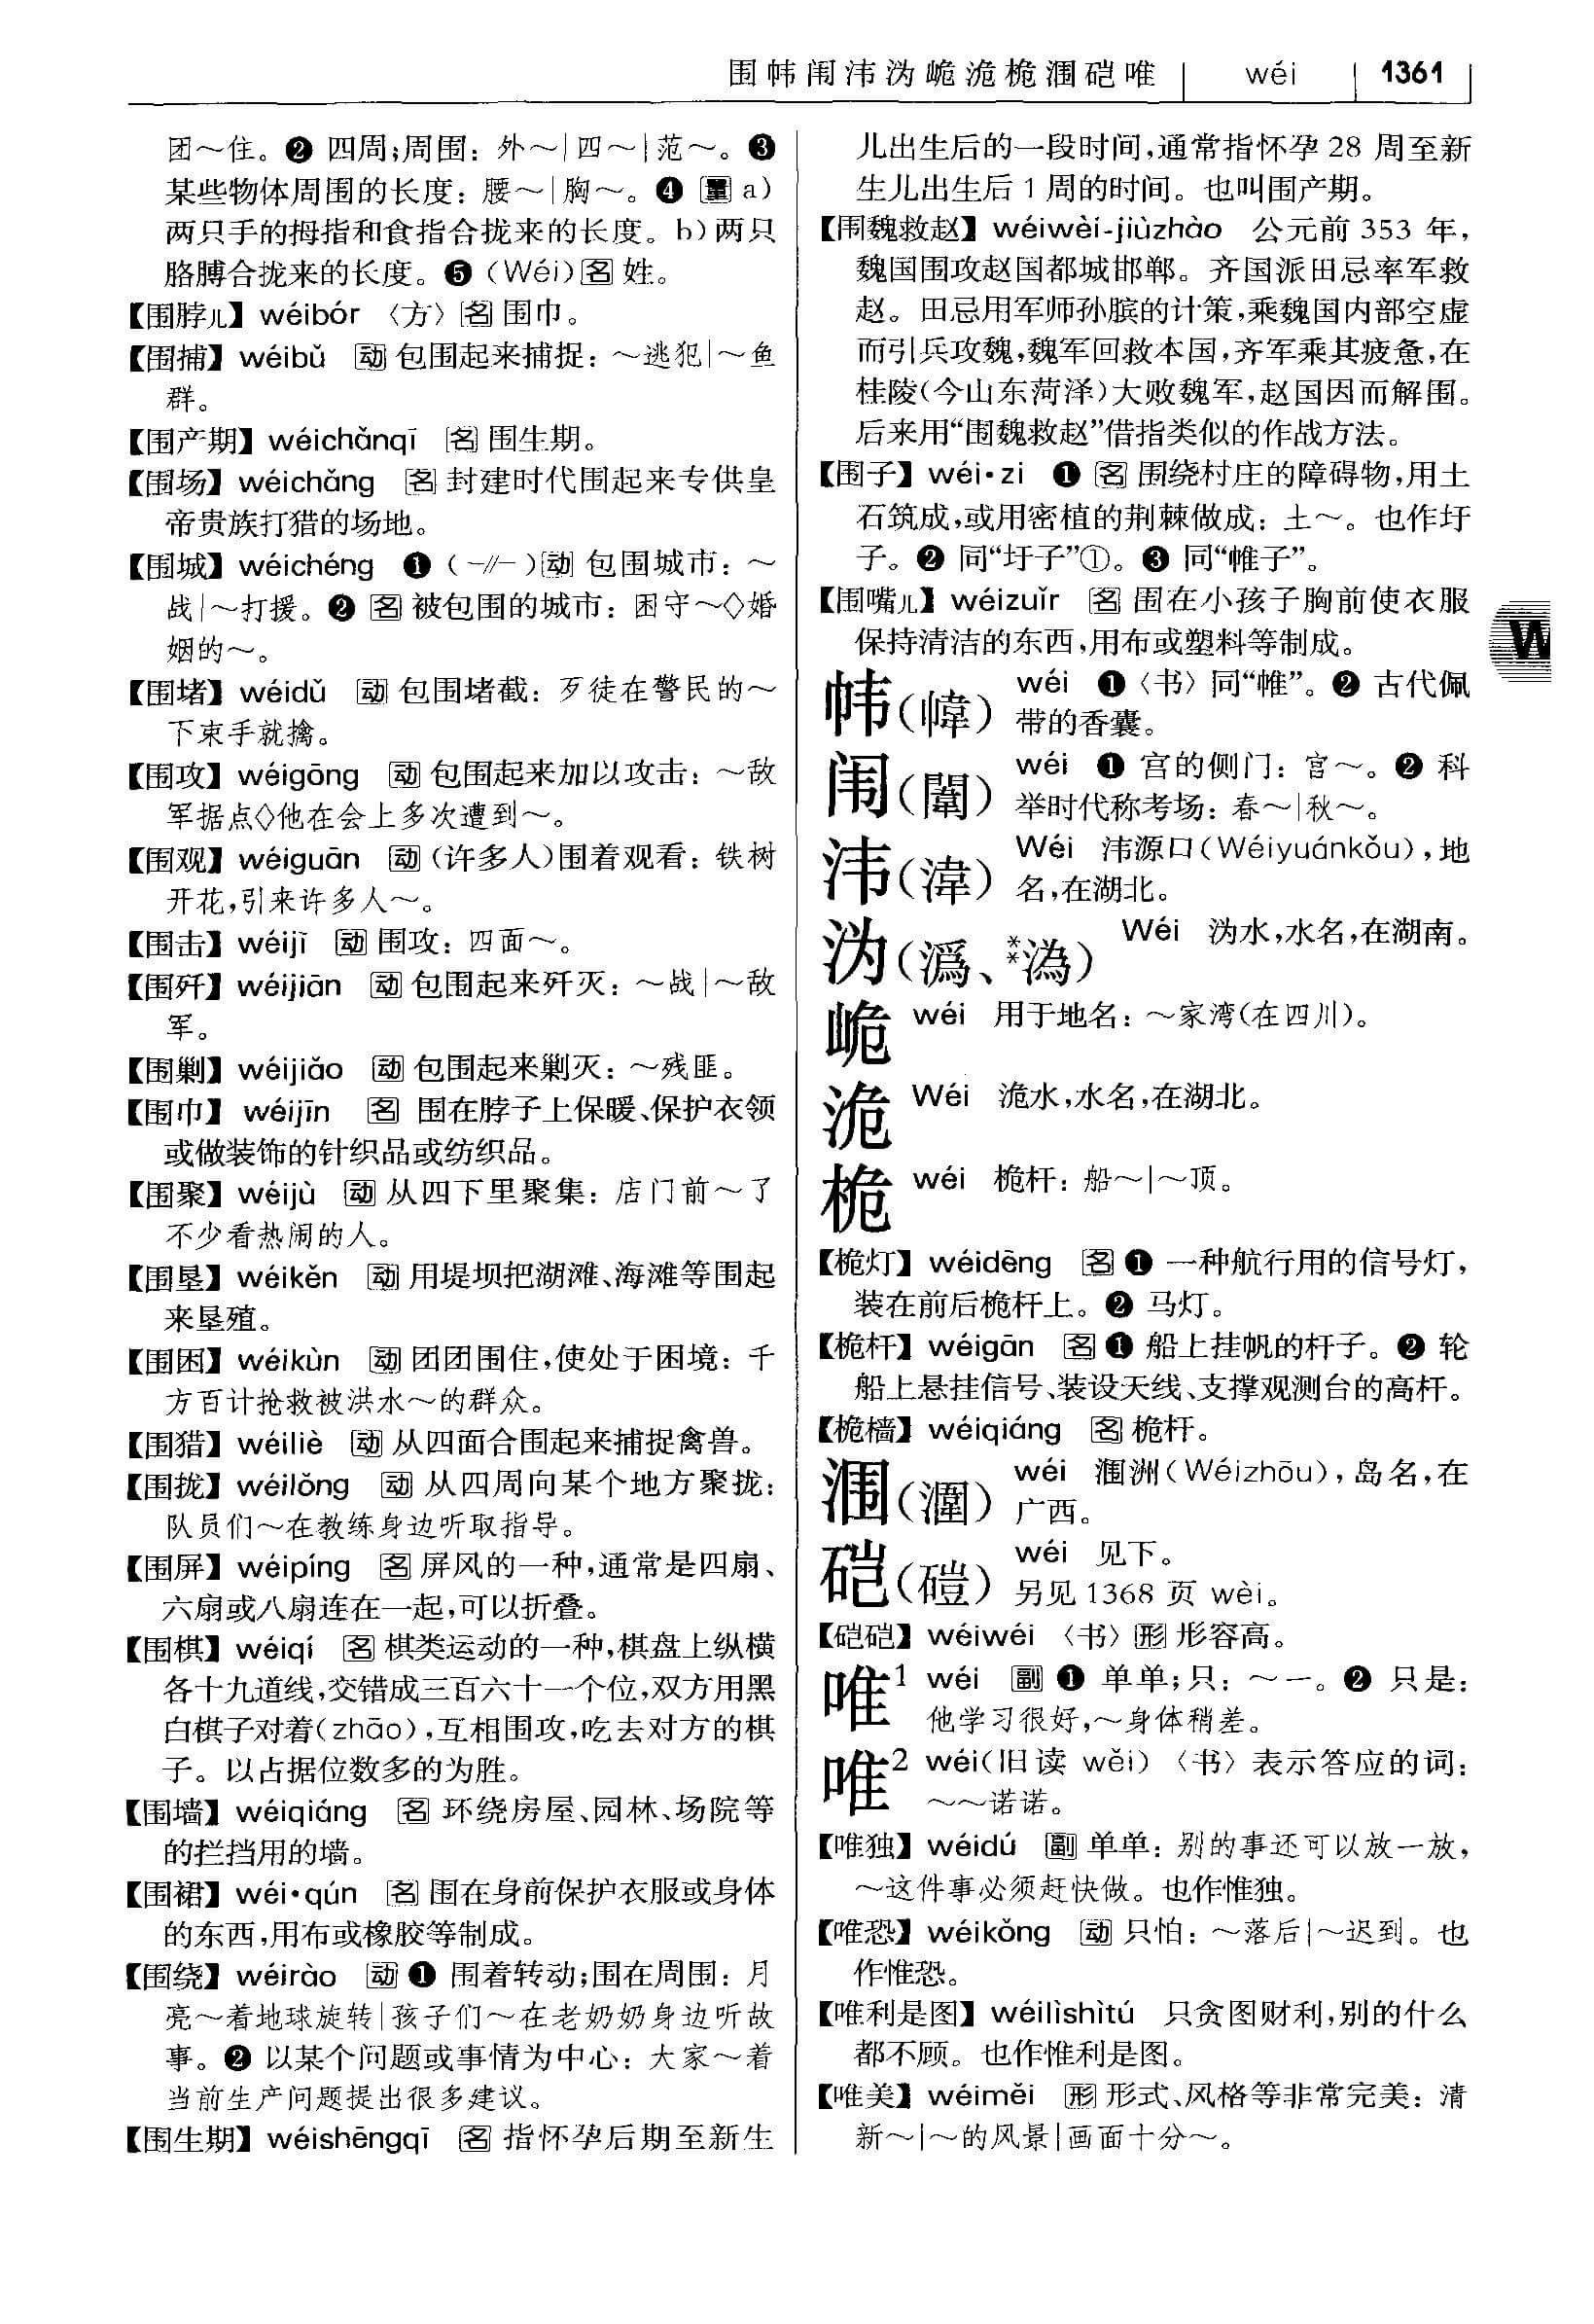 围帏闱沣沩峗洈桅涠硙唯 wéi 1361
团～住。❷ 四周;周围：外～|四～|范～。❸
某些物体周围的长度：腰～|胸～。❹ 量 a)
两只手的拇指和食指合拢来的长度。b)两只
胳膊合拢来的长度。❺ (Wéi)名 姓。
【围脖儿】wéibór 〈方〉名 围巾。
【围捕】wéibǔ 动 包围起来捕捉：～逃犯|～鱼
群。
【围产期】wéichǎnqī 名 围生期。
【围场】wéichǎng 名 封建时代围起来专供皇
帝贵族打猎的场地。
【围城】wéichéng ❶ (-//-)动 包围城市：～
战|～打援。❷ 名 被包围的城市：困守～◇婚
姻的～。
【围堵】wéidǔ 动 包围堵截：歹徒在警民的～
下束手就擒。
【围攻】wéigōng 动 包围起来加以攻击：～敌
军据点◇他在会上多次遭到～。
【围观】wéiguān 动 (许多人)围着观看：铁树
开花,引来许多人～。
【围击】wéijī 动 围攻：四面～。
【围歼】wéijiān 动 包围起来歼灭：～战|～敌
军。
【围剿】wéijiǎo 动 包围起来剿灭：～残匪。
【围巾】wéijīn 名 围在脖子上保暖、保护衣领
或做装饰的针织品或纺织品。
【围聚】wéijù 动 从四下里聚集：店门前～了
不少看热闹的人。
【围垦】wéikěn 动 用堤坝把湖滩、海滩等围起
来垦殖。
【围困】wéikùn 动 团团围住,使处于困境：千
方百计抢救被洪水～的群众。
【围猎】wéiliè 动 从四面合围起来捕捉禽兽。
【围拢】wéilǒng 动 从四周向某个地方聚拢：
队员们～在教练身边听取指导。
【围屏】wéipíng 名 屏风的一种,通常是四扇、
六扇或八扇连在一起,可以折叠。
【围棋】wéiqí 名 棋类运动的一种,棋盘上纵横
各十九道线,交错成三百六十一个位,双方用黑
白棋子对着(zhāo),互相围攻,吃去对方的棋
子。以占据位数多的为胜。
【围墙】wéiqiáng 名 环绕房屋、园林、场院等
的拦挡用的墙。
【围裙】wéi•qún 名 围在身前保护衣服或身体
的东西,用布或橡胶等制成。
【围绕】wéirào 动 ❶ 围着转动;围在周围：月
亮～着地球旋转|孩子们～在老奶奶身边听故
事。❷ 以某个问题或事情为中心：大家～着
当前生产问题提出很多建议。
【围生期】wéishēngqī 名 指怀孕后期至新生
儿出生后的一段时间,通常指怀孕 28 周至新
生儿出生后 1 周的时间。也叫围产期。
【围魏救赵】wéiwèi-jiùzhào 公元前 353 年,
魏国围攻赵国都城邯郸。齐国派田忌率军救
赵。田忌用军师孙膑的计策,乘魏国内部空虚
而引兵攻魏,魏军回救本国,齐军乘其疲惫,在
桂陵(今山东菏泽)大败魏军,赵国因而解围。
后来用“围魏救赵”借指类似的作战方法。
【围子】wéi•zi ❶ 名 围绕村庄的障碍物,用土
石筑成,或用密植的荆棘做成：土～。也作圩
子。❷ 同“圩子”①。❸ 同“帷子”。
【围嘴儿】wéizuǐr 名 围在小孩子胸前使衣服
保持清洁的东西,用布或塑料等制成。
帏(幃) wéi ❶〈书〉同“帷”。❷ 古代佩
带的香囊。
闱(闈) wéi ❶ 宫的侧门：宫～。❷ 科
举时代称考场：春～|秋～。
沣(湋) Wéi 沣源口(Wéiyuánkǒu),地
名,在湖北。
沩(潙、**溈) Wéi 沩水,水名,在湖南。
峗 wéi 用于地名：～家湾(在四川)。
洈 Wéi 洈水,水名,在湖北。
桅 wéi 桅杆：船～|～顶。
【桅灯】wéidēng 名 ❶ 一种航行用的信号灯,
装在前后桅杆上。❷ 马灯。
【桅杆】wéigān 名 ❶ 船上挂帆的杆子。❷ 轮
船上悬挂信号、装设天线、支撑观测台的高杆。
【桅樯】wéiqiáng 名 桅杆。
涠(潿) wéi 涠洲(Wéizhōu),岛名,在
广西。
硙(磑) wéi 见下。
另见1368 页 wèi。
【硙硙】wéiwéi 〈书〉形 形容高。
唯1 wéi 副 ❶ 单单;只：～一。❷ 只是：
他学习很好,～身体稍差。
唯2 wéi(旧读 wěi) 〈书〉表示答应的词：
～～诺诺。
【唯独】wéidú 副 单单：别的事还可以放一放,
～这件事必须赶快做。也作惟独。
【唯恐】wéikǒng 动 只怕：～落后|～迟到。也
作惟恐。
【唯利是图】wéilìshìtú 只贪图财利,别的什么
都不顾。也作惟利是图。
【唯美】wéiměi 形 形式、风格等非常完美：清
新～|～的风景|画面十分～。
W